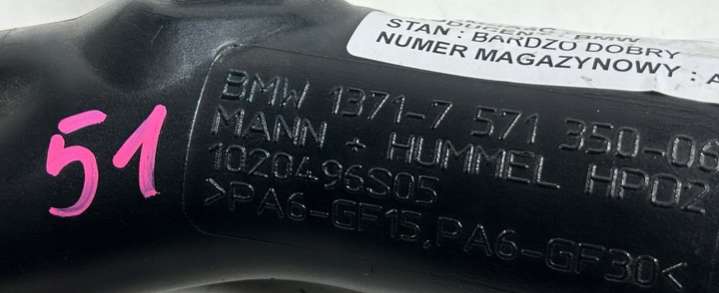 : BMW
STAN : BARDZO DOBRY
NUMER MAGAZYNOWY : A
BMW 1371-7 571 350-06
MANN + HUMMEL HP02
1020496S05
>PA6-GF15,PA6-GF30<
51